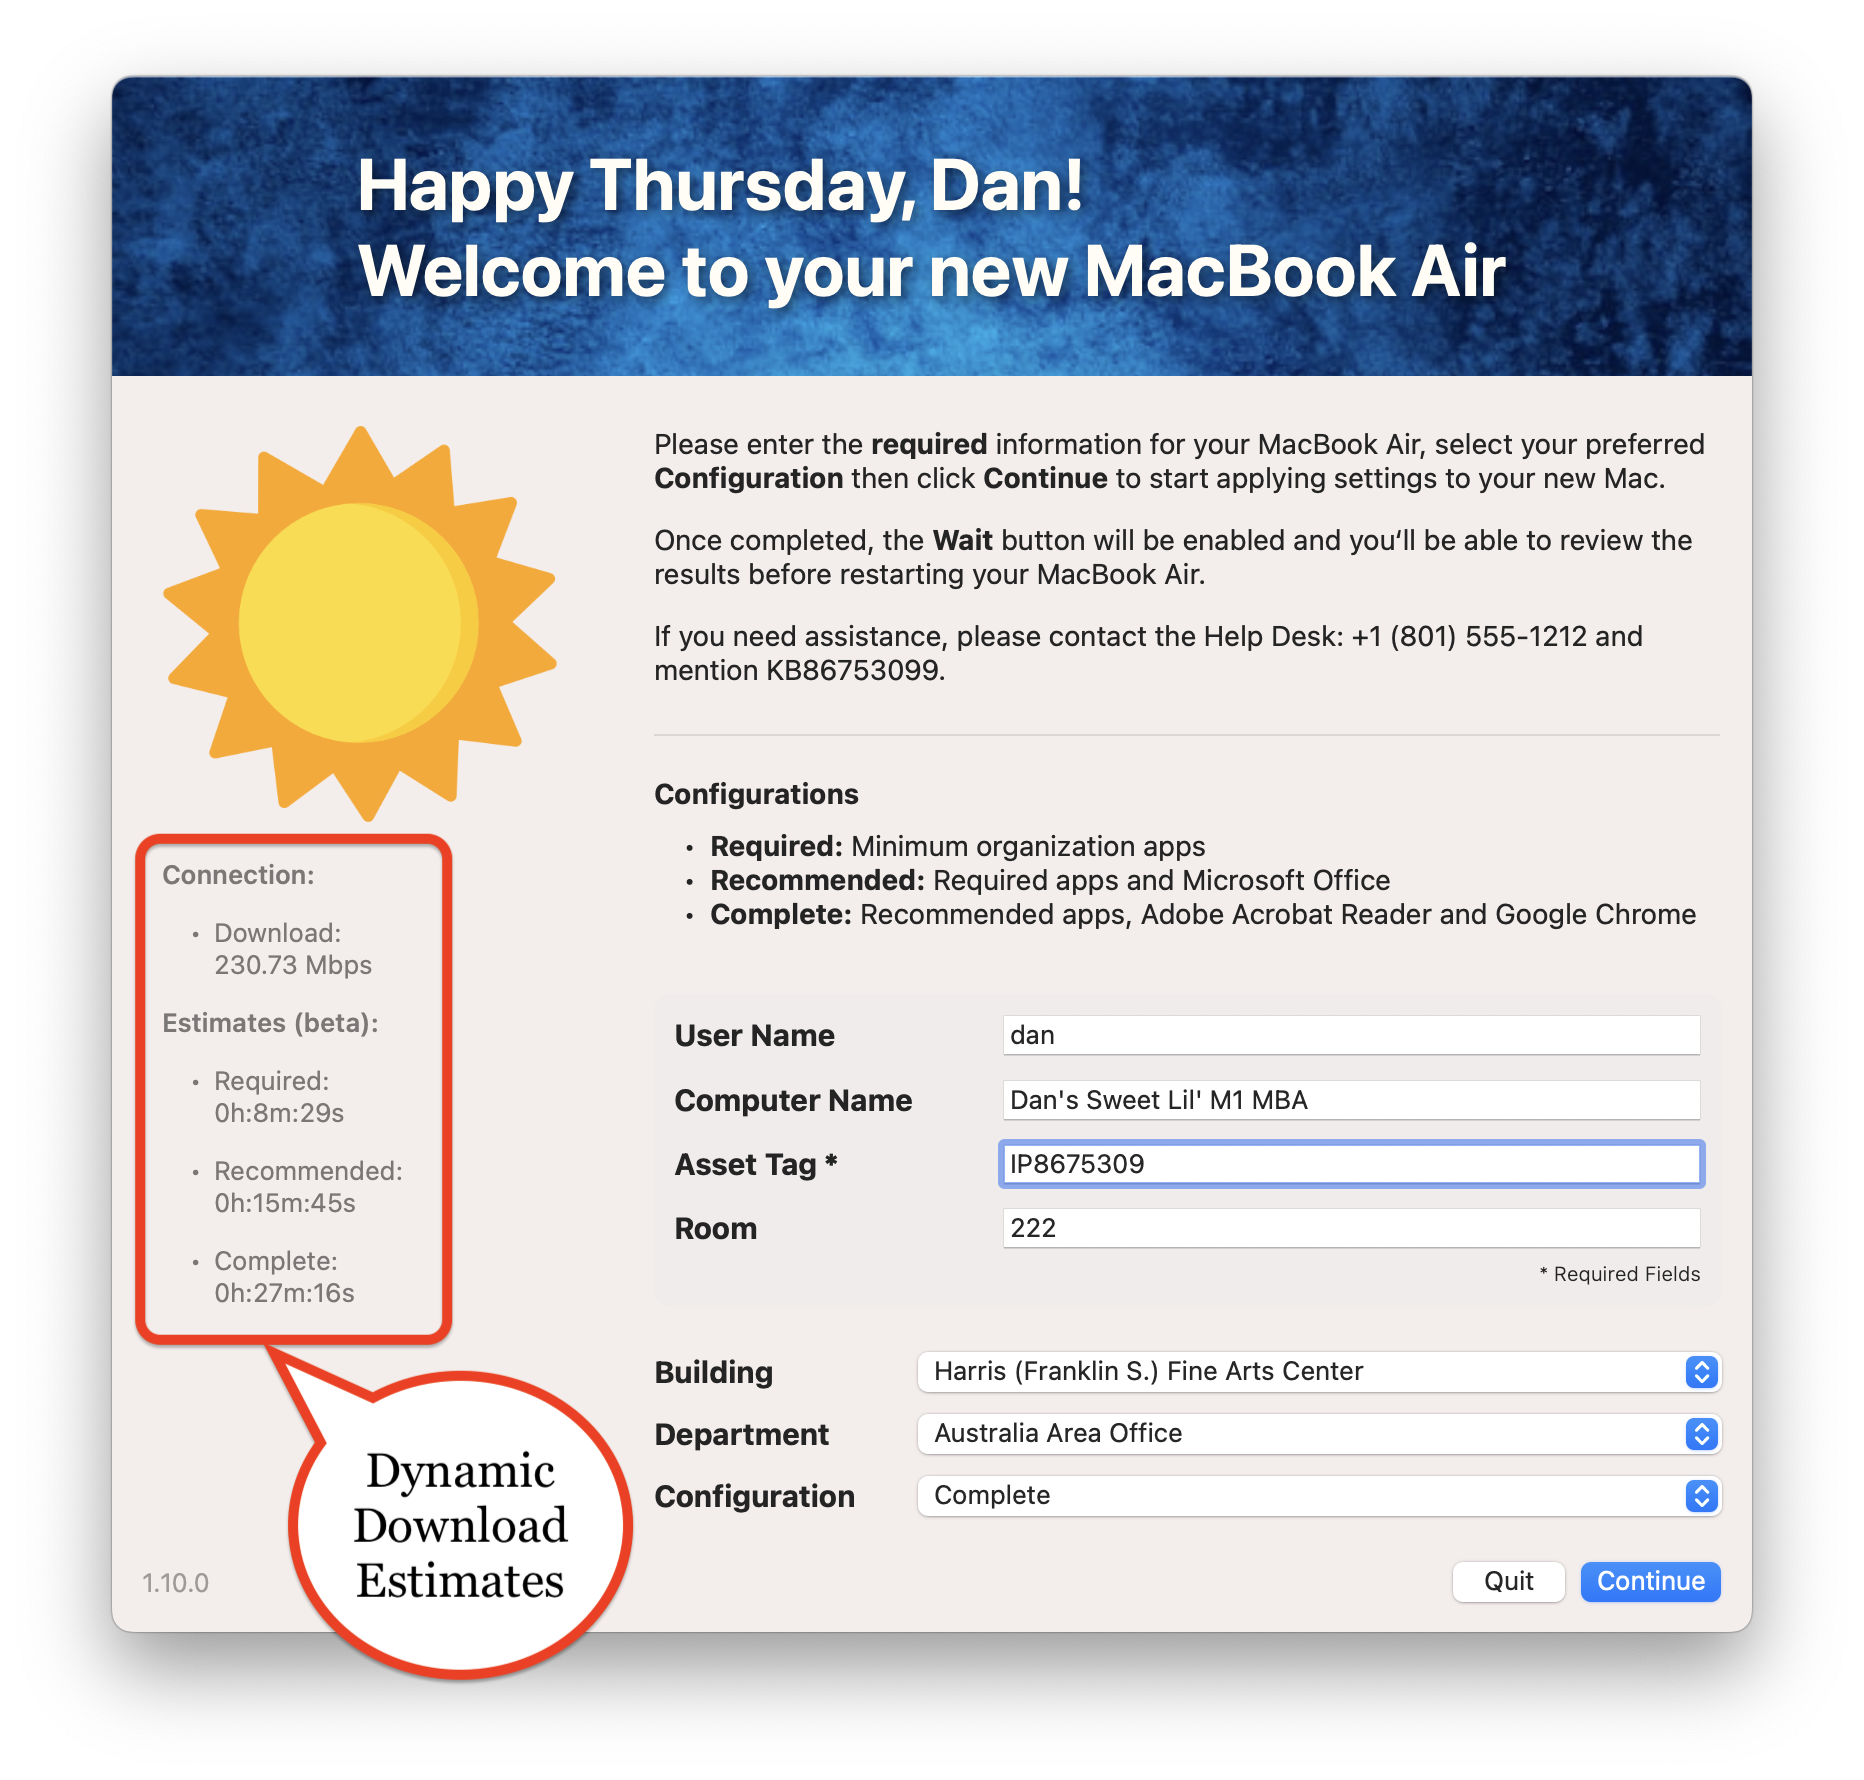 Happy Thursday, Dan!
Welcome to your new MacBook Air
Please enter the required information for your MacBook Air, select your preferred
Configuration then click Continue to start applying settings to your new Mac.
Once completed, the Wait button will be enabled and you‘ll be able to review the
results before restarting your MacBook Air.
If you need assistance, please contact the Help Desk: +1 (801) 555-1212 and
mention KB86753099.
Configurations
• Required: Minimum organization apps
• Recommended: Required apps and Microsoft Office
• Complete: Recommended apps, Adobe Acrobat Reader and Google Chrome
Connection:
• Download:
230.73 Mbps
Estimates (beta):
• Required:
0h:8m:29s
• Recommended:
0h:15m:45s
• Complete:
0h:27m:16s
Dynamic
Download
Estimates
User Name dan
Computer Name Dan's Sweet Lil' M1 MBA
Asset Tag * IP8675309
Room 222
* Required Fields
Building Harris (Franklin S.) Fine Arts Center
Department Australia Area Office
Configuration Complete
1.10.0
Quit Continue